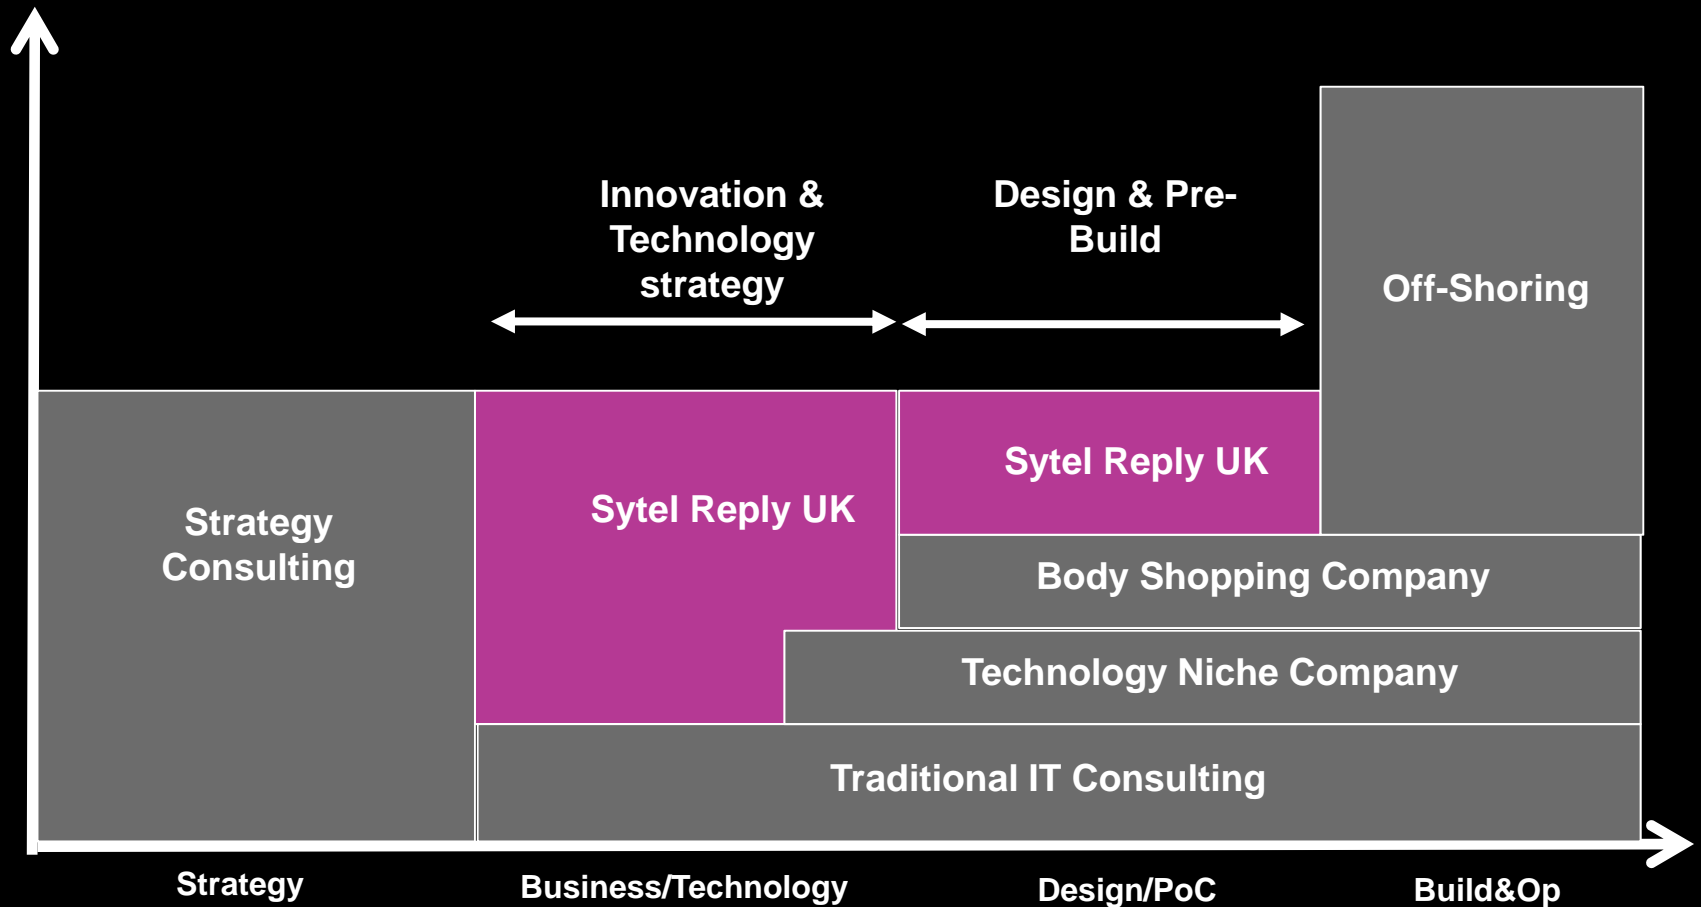 Innovation &
Technology
strategy
Design & Pre-
Build
Off-Shoring
Sytel Reply UK
Sytel Reply UK
Strategy
Consulting
Body Shopping Company
Technology Niche Company
Traditional IT Consulting
Strategy
Business/Technology
Design/PoC
Build&Op